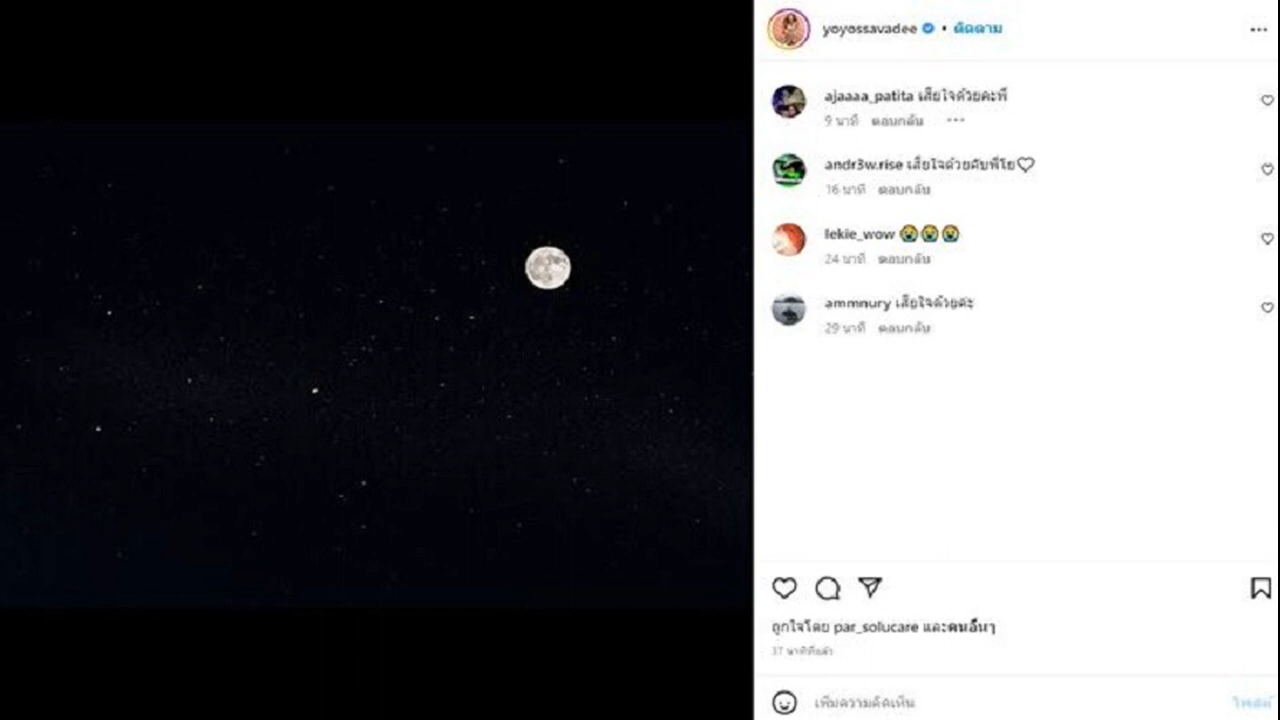 yoyossavadee • ติดตาม
ajaaaa_patita เสียใจด้วยคะพี่
9 นาที ตอบกลับ
andr3w.rise เสียใจด้วยคับพี่โย
16 นาที ตอบกลับ
lekie_wow 😭😭😭
24 นาที ตอบกลับ
ammnury เสียใจด้วยค่ะ
29 นาที ตอบกลับ
ถูกใจโดย par_solucare และคนอื่นๆ
37 นาทีที่แล้ว
เพิ่มความคิดเห็น
โพสต์